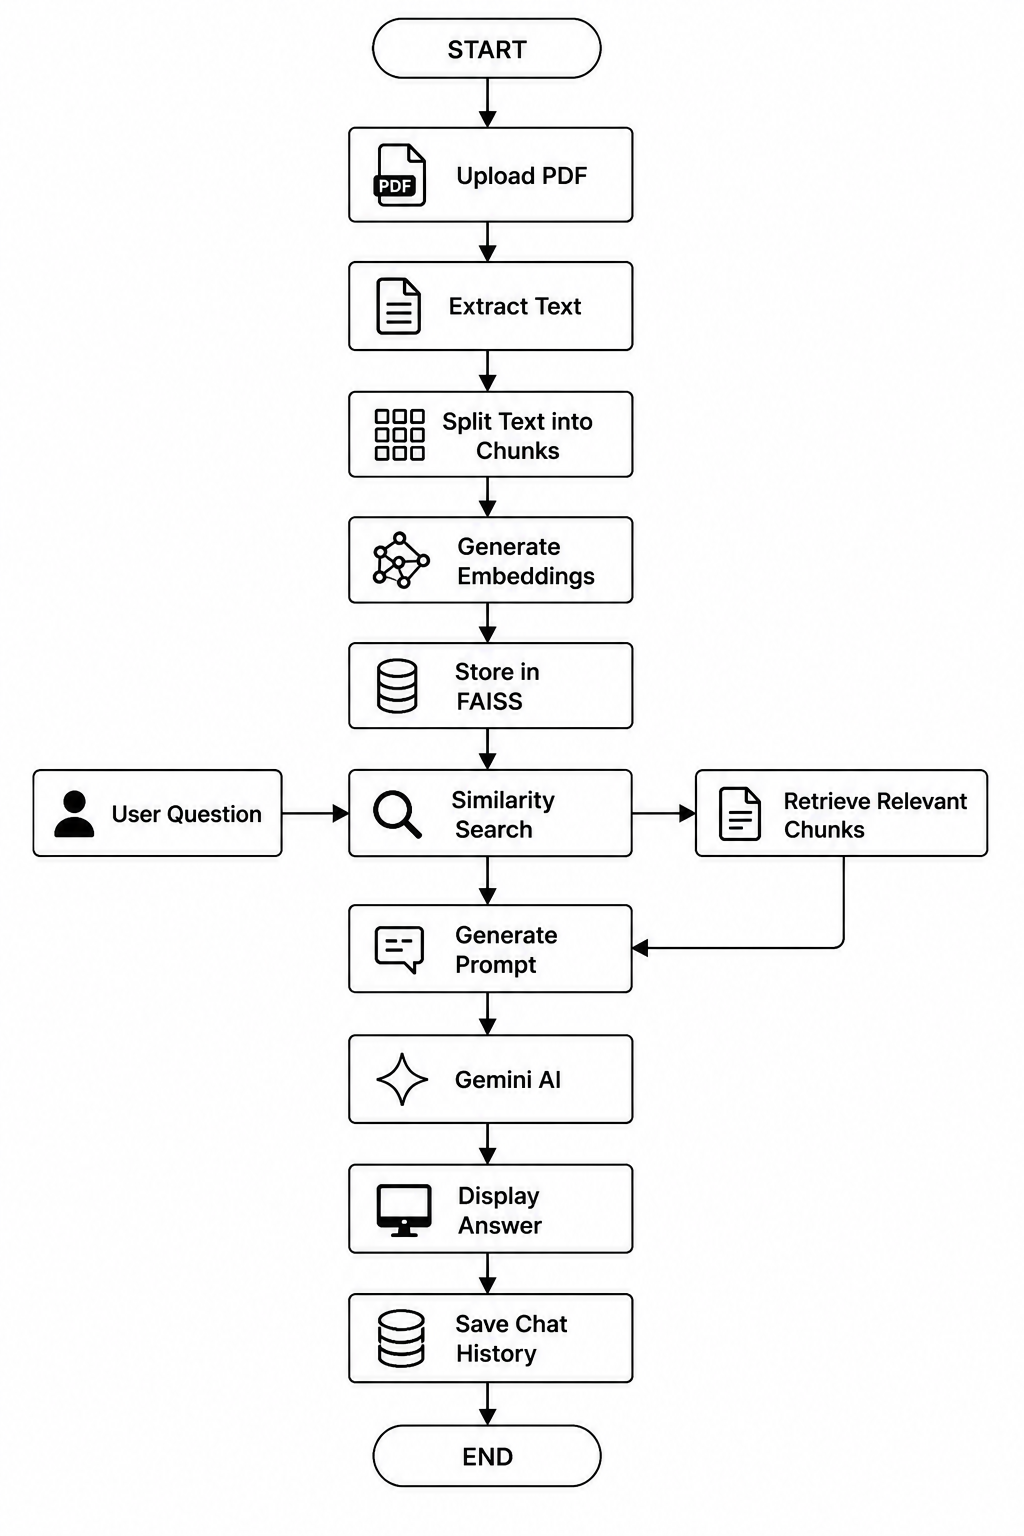 START
PDF
Upload PDF
Extract Text
Split Text into
Chunks
Generate
Embeddings
Store in
FAISS
User Question
Similarity
Search
Retrieve Relevant
Chunks
Generate
Prompt
Gemini AI
Display
Answer
Save Chat
History
END